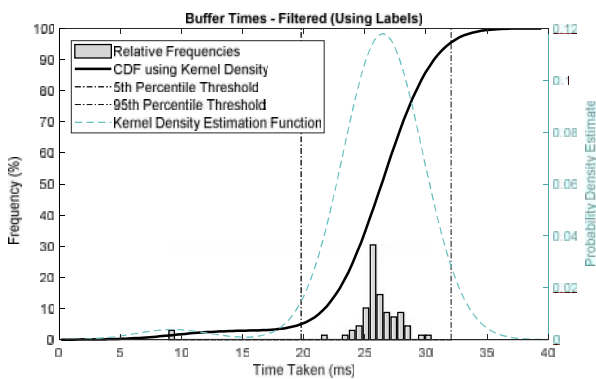 Buffer Times - Filtered (Using Labels)
Relative Frequencies
CDF using Kernel Density
5th Percentile Threshold
95th Percentile Threshold
Kernel Density Estimation Function
100
90
80
70
60
50
40
30
20
10
0
Frequency (%)
0.12
0.1
0.08
0.06
0.04
0.02
0
Probability Density Estimate
0 5 10 15 20 25 30 35 40
Time Taken (ms)